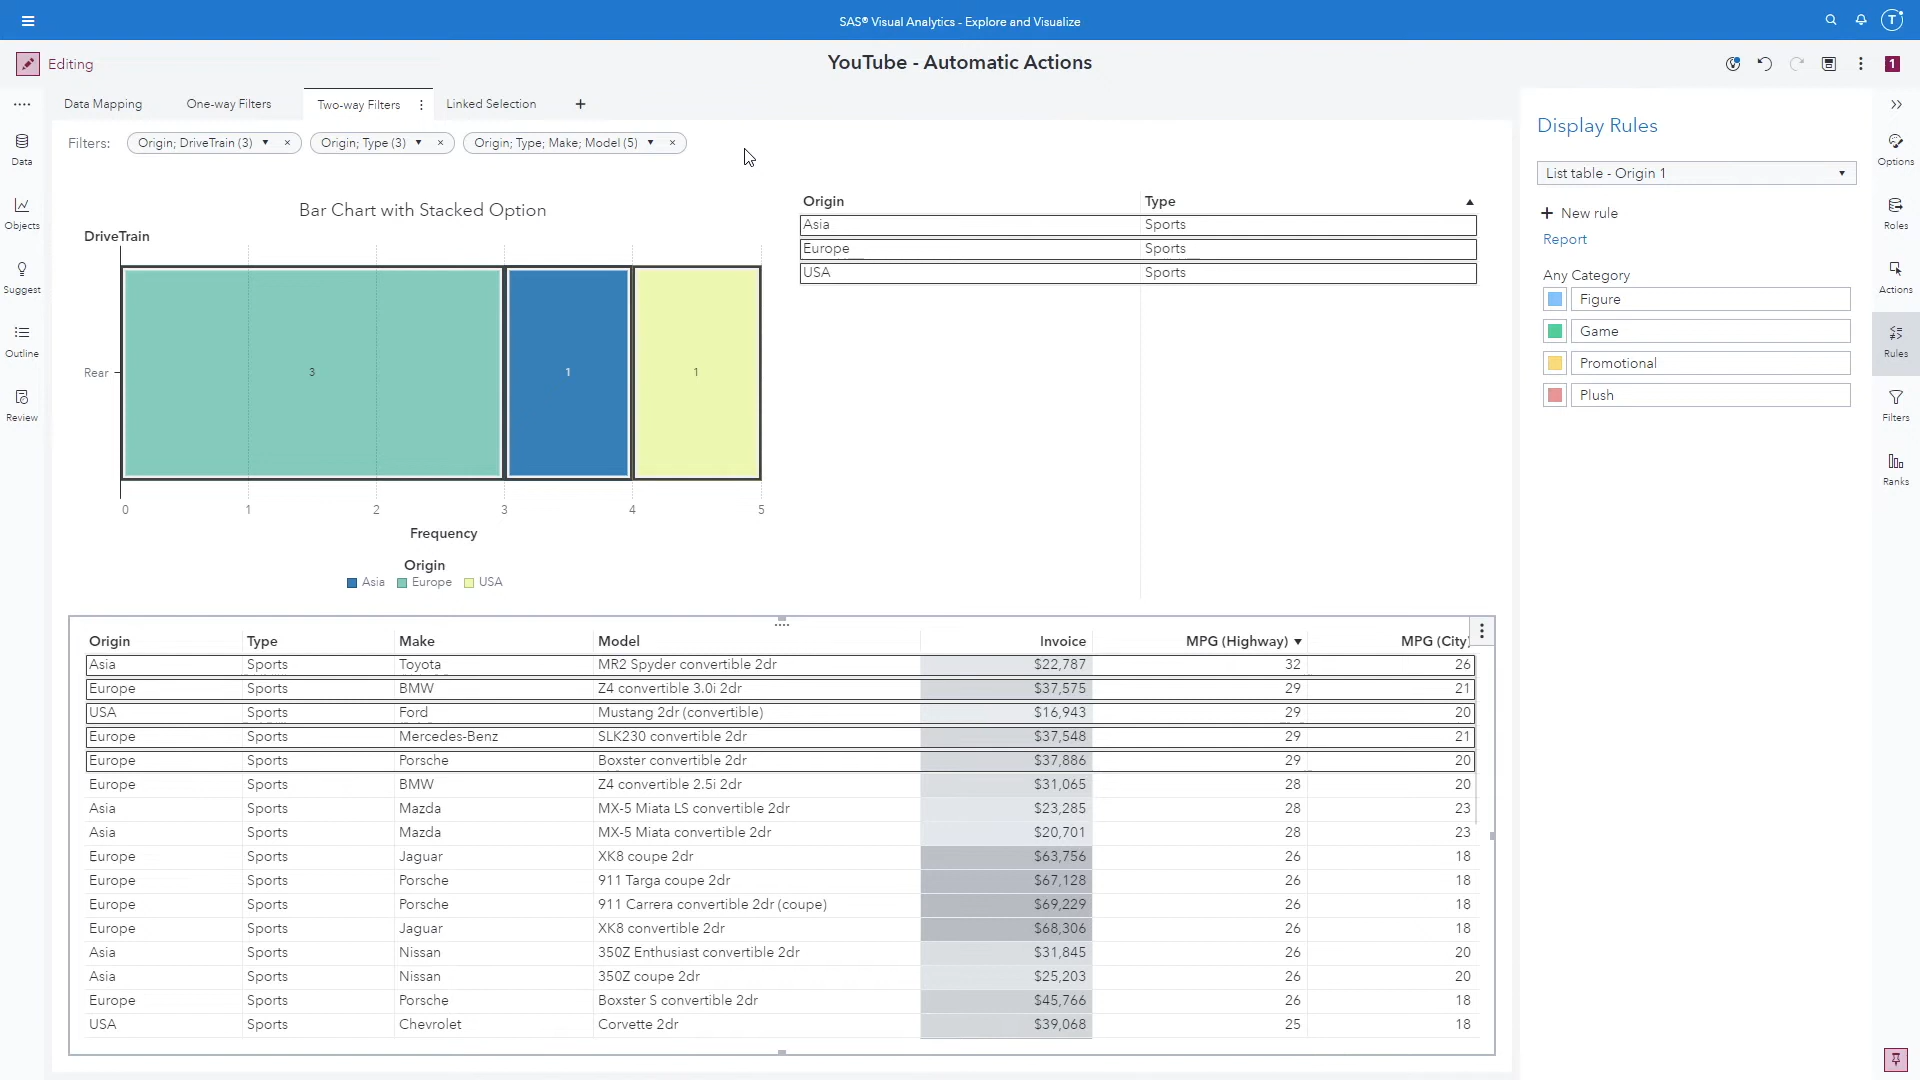 SAS® Visual Analytics - Explore and Visualize
T
Editing
YouTube - Automatic Actions
1
Data Mapping
One-way Filters
Two-way Filters
Linked Selection
Filters:
Origin; DriveTrain (3)
Origin; Type (3)
Origin; Type; Make; Model (5)
Data
Objects
Suggest
Outline
Review
Bar Chart with Stacked Option
DriveTrain
Rear
3
1
1
0 1 2 3 4 5
Frequency
Origin
Asia Europe USA
Origin Type
Asia Sports
Europe Sports
USA Sports
Origin Type Make Model Invoice MPG (Highway) MPG (City)
Asia Sports Toyota MR2 Spyder convertible 2dr $22,787 32 26
Europe Sports BMW Z4 convertible 3.0i 2dr $37,575 29 21
USA Sports Ford Mustang 2dr (convertible) $16,943 29 20
Europe Sports Mercedes-Benz SLK230 convertible 2dr $37,548 29 21
Europe Sports Porsche Boxster convertible 2dr $37,886 29 20
Europe Sports BMW Z4 convertible 2.5i 2dr $31,065 28 20
Asia Sports Mazda MX-5 Miata LS convertible 2dr $23,285 28 23
Asia Sports Mazda MX-5 Miata convertible 2dr $20,701 28 23
Europe Sports Jaguar XK8 coupe 2dr $63,756 26 18
Europe Sports Porsche 911 Targa coupe 2dr $67,128 26 18
Europe Sports Porsche 911 Carrera convertible 2dr (coupe) $69,229 26 18
Europe Sports Jaguar XK8 convertible 2dr $68,306 26 18
Asia Sports Nissan 350Z Enthusiast convertible 2dr $31,845 26 20
Asia Sports Nissan 350Z coupe 2dr $25,203 26 20
Europe Sports Porsche Boxster S convertible 2dr $45,766 26 18
USA Sports Chevrolet Corvette 2dr $39,068 25 18
Display Rules
List table - Origin 1
New rule
Report
Any Category
Figure
Game
Promotional
Plush
Options
Roles
Actions
Rules
Filters
Ranks